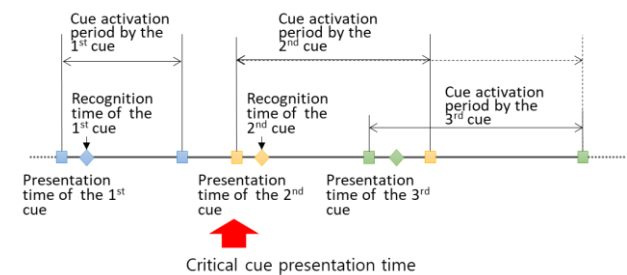 Cue activation
period by the
1st cue
Cue activation
period by the
2nd cue
Cue activation
period by the
3rd cue
Recognition
time of the
1st cue
Recognition
time of the
2nd cue
Presentation
time of the 1st
cue
Presentation
time of the 2nd
cue
Presentation
time of the 3rd
cue
Critical cue presentation time